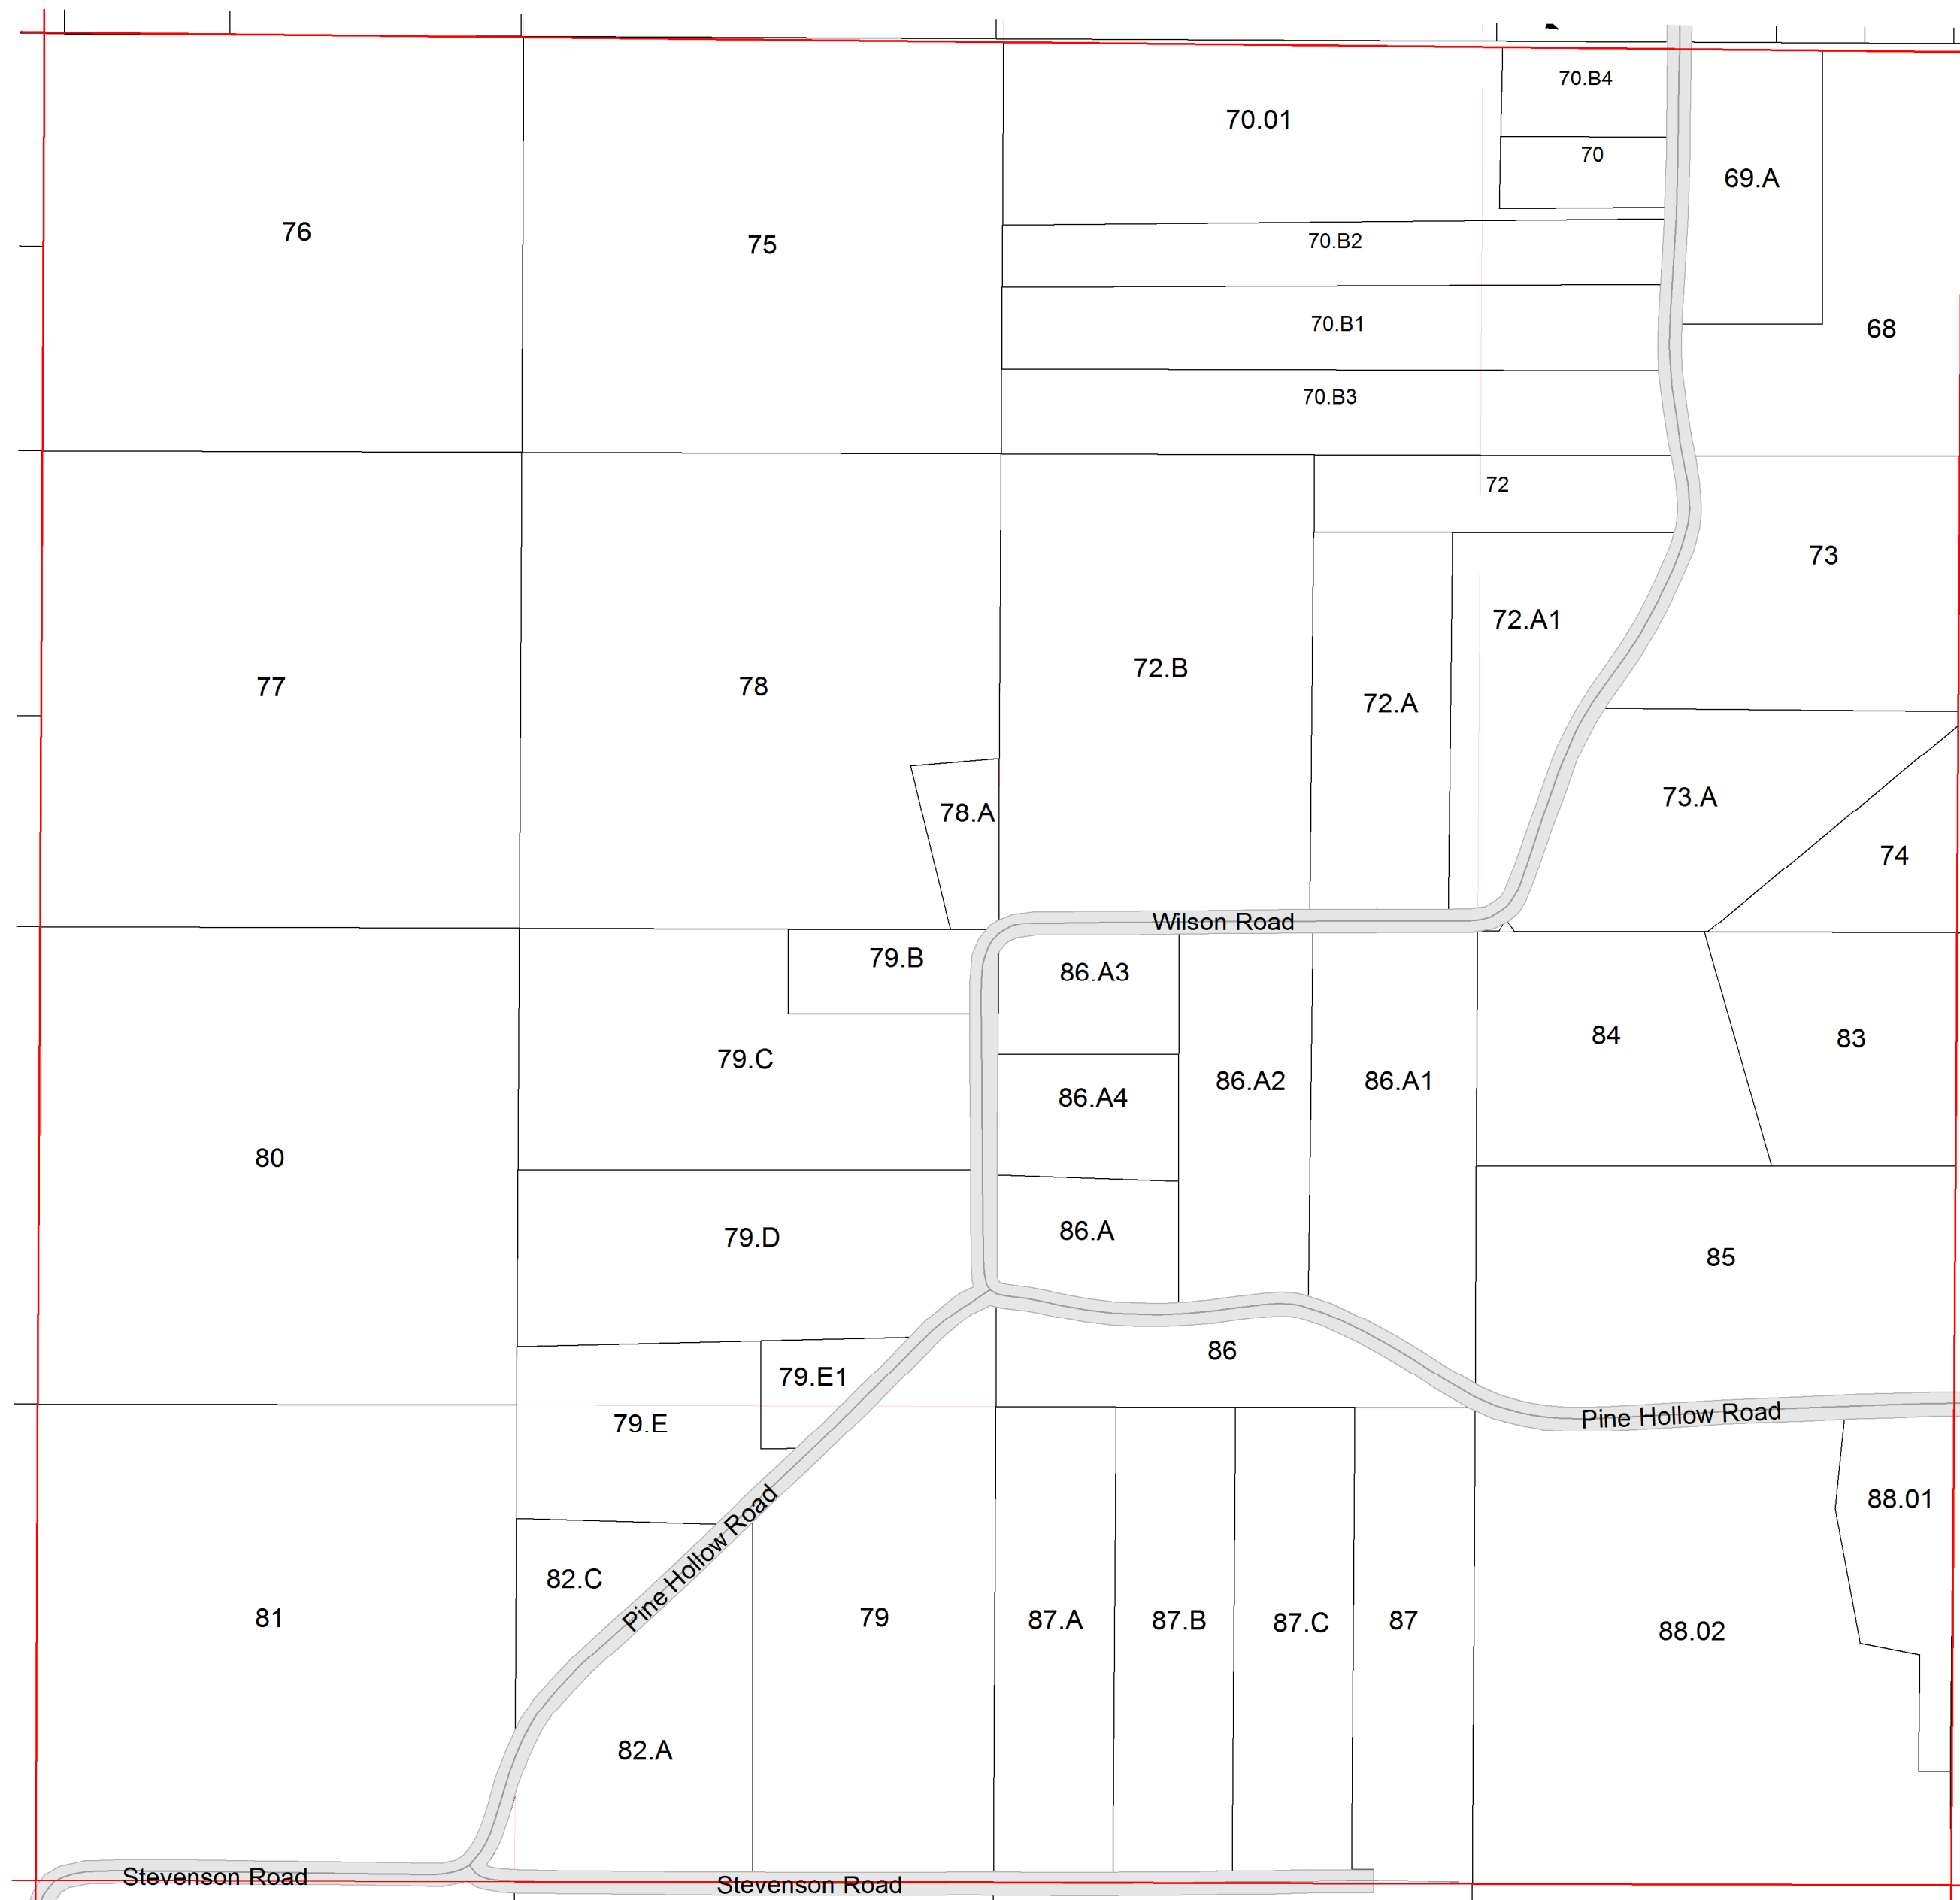 70.B4
70.01
70
69.A
76
75
70.B2
70.B1
68
70.B3
72
73
72.A1
77
78
72.B
72.A
73.A
78.A
74
Wilson Road
79.B
86.A3
84
83
79.C
86.A2
86.A1
86.A4
80
79.D
86.A
85
86
79.E1
79.E
Pine Hollow Road
88.01
Pine Hollow Road
82.C
81
79
87.A
87.B
87.C
87
88.02
82.A
Stevenson Road
Stevenson Road